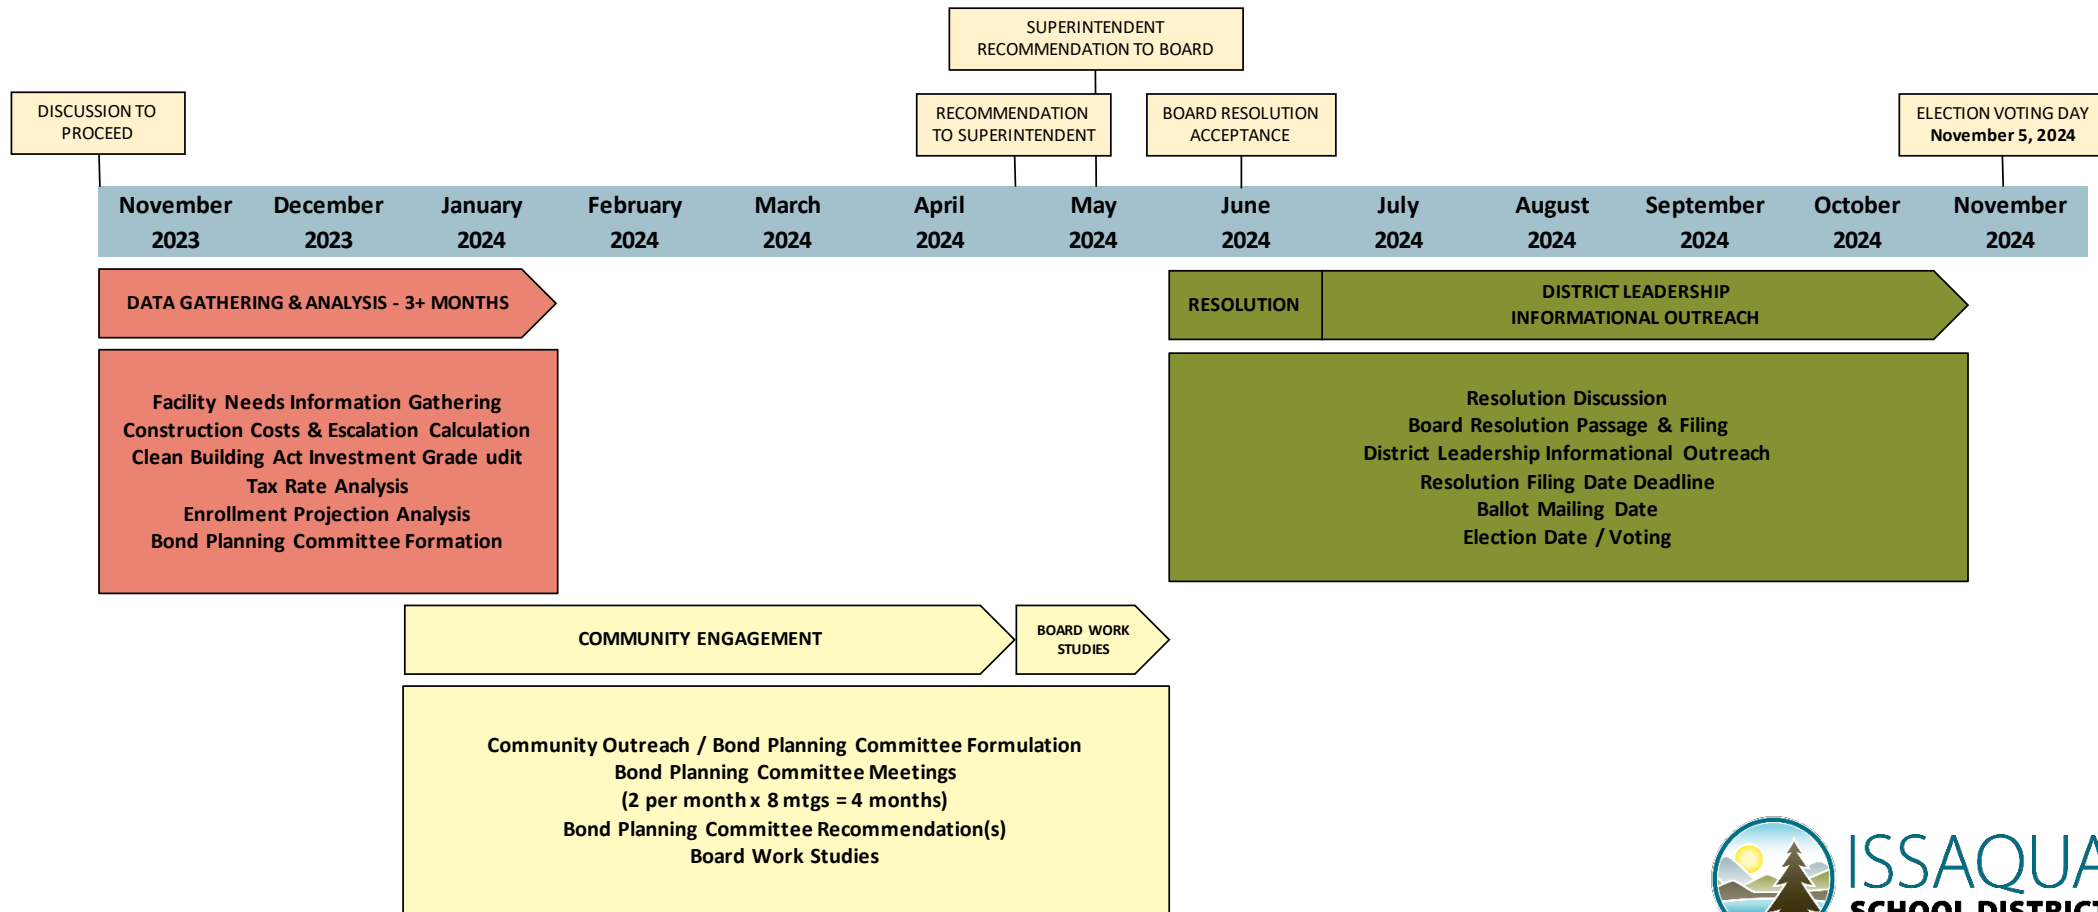 SUPERINTENDENT
RECOMMENDATION TO BOARD
DISCUSSION TO
PROCEED
RECOMMENDATION
TO SUPERINTENDENT
BOARD RESOLUTION
ACCEPTANCE
ELECTION VOTING DAY
November 5, 2024
November
2023
December
2023
January
2024
February
2024
March
2024
April
2024
May
2024
June
2024
July
2024
August
2024
September
2024
October
2024
November
2024
DATA GATHERING & ANALYSIS - 3+ MONTHS
RESOLUTION
DISTRICT LEADERSHIP
INFORMATIONAL OUTREACH
Facility Needs Information Gathering
Construction Costs & Escalation Calculation
Clean Building Act Investment Grade udit
Tax Rate Analysis
Enrollment Projection Analysis
Bond Planning Committee Formation
Resolution Discussion
Board Resolution Passage & Filing
District Leadership Informational Outreach
Resolution Filing Date Deadline
Ballot Mailing Date
Election Date / Voting
COMMUNITY ENGAGEMENT
BOARD WORK
STUDIES
Community Outreach / Bond Planning Committee Formulation
Bond Planning Committee Meetings
(2 per month x 8 mtgs = 4 months)
Bond Planning Committee Recommendation(s)
Board Work Studies
ISSAQUA
SCHOOL DISTRICT